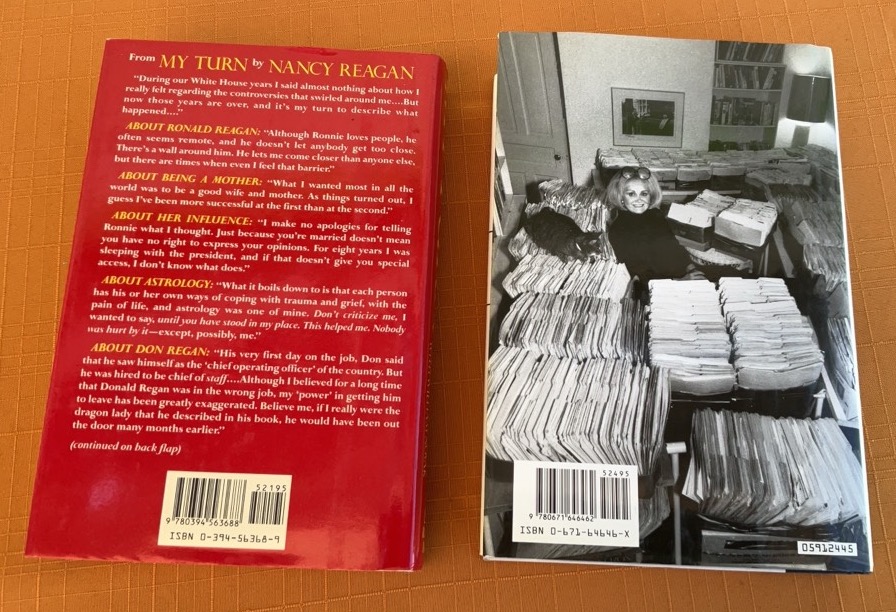 From MY TURN by NANCY REAGAN
"During our White House years I said almost nothing about how I
really felt regarding the controversies that swirled around me....But
now those years are over, and it's my turn to describe what
happened...."
ABOUT RONALD REAGAN: "Although Ronnie loves people, he
often seems remote, and he doesn't let anybody get too close.
There's a wall around him. He lets me come closer than anyone else,
but there are times when even I feel that barrier."
ABOUT BEING A MOTHER: "What I wanted most in all the
world was to be a good wife and mother. As things turned out, I
guess I've been more successful at the first than at the second."
ABOUT HER INFLUENCE: "I make no apologies for telling
Ronnie what I thought. Just because you're married doesn't mean
you have no right to express your opinions. For eight years I was
sleeping with the president, and if that doesn't give you special
access, I don't know what does."
ABOUT ASTROLOGY: "What it boils down to is that each person
has his or her own ways of coping with trauma and grief, with the
pain of life, and astrology was one of mine. Don't criticize me, I
wanted to say, until you have stood in my place. This helped me. Nobody
was hurt by it—except, possibly, me."
ABOUT DON REGAN: "His very first day on the job, Don said
that he saw himself as the 'chief operating officer' of the country. But
he was hired to be chief of staff....Although I believed for a long time
that Donald Regan was in the wrong job, my 'power' in getting him
to leave has been greatly exaggerated. Believe me, if I really were the
dragon lady that he described in his book, he would have been out
the door many months earlier."
(continued on back flap)
52195
9 780394 563688
ISBN 0-394-56368-9
52495
9 780671 646462
ISBN 0-671-64646-X
05912445